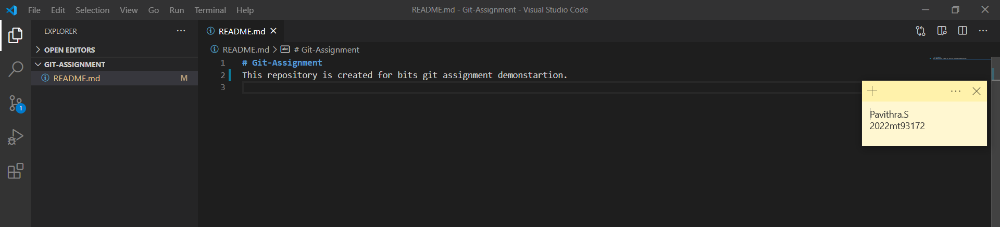 File Edit Selection View Go Run Terminal Help
README.md - Git-Assignment - Visual Studio Code
EXPLORER
OPEN EDITORS
GIT-ASSIGNMENT
README.md M
1
README.md
README.md > # Git-Assignment
1 # Git-Assignment
2 This repository is created for bits git assignment demonstartion.
3
Pavithra.S
2022mt93172